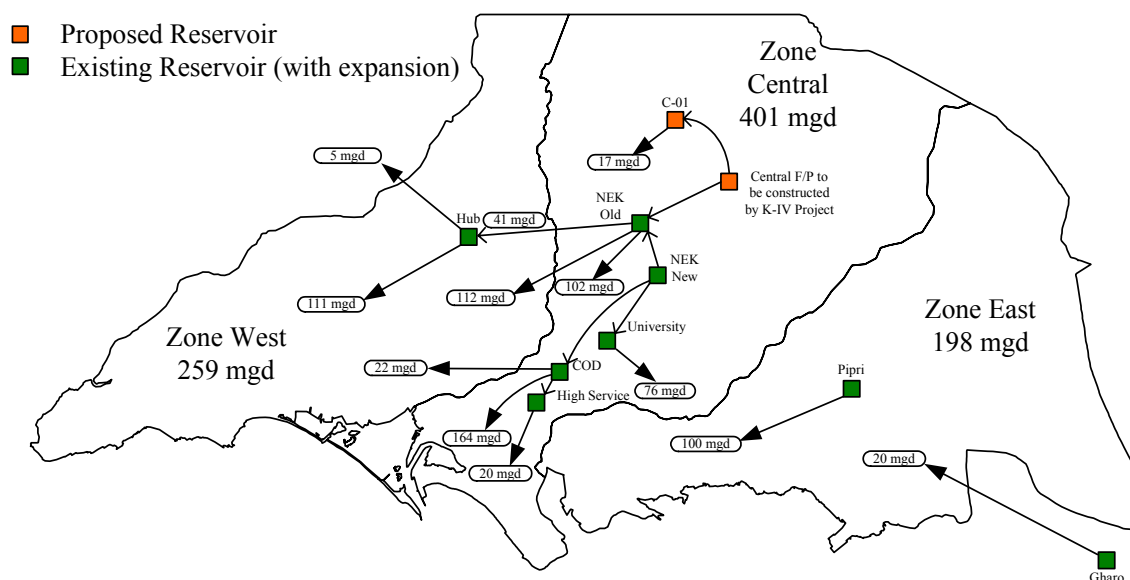 Proposed Reservoir
Existing Reservoir (with expansion)
Zone
Central
401 mgd
C-01
17 mgd
5 mgd
Central F/P to
be constructed
by K-IV Project
NEK
Old
Hub
41 mgd
NEK
New
102 mgd
112 mgd
111 mgd
Zone West
259 mgd
Zone East
198 mgd
University
22 mgd
COD
76 mgd
Pipri
High Service
164 mgd
20 mgd
100 mgd
20 mgd
Gharo